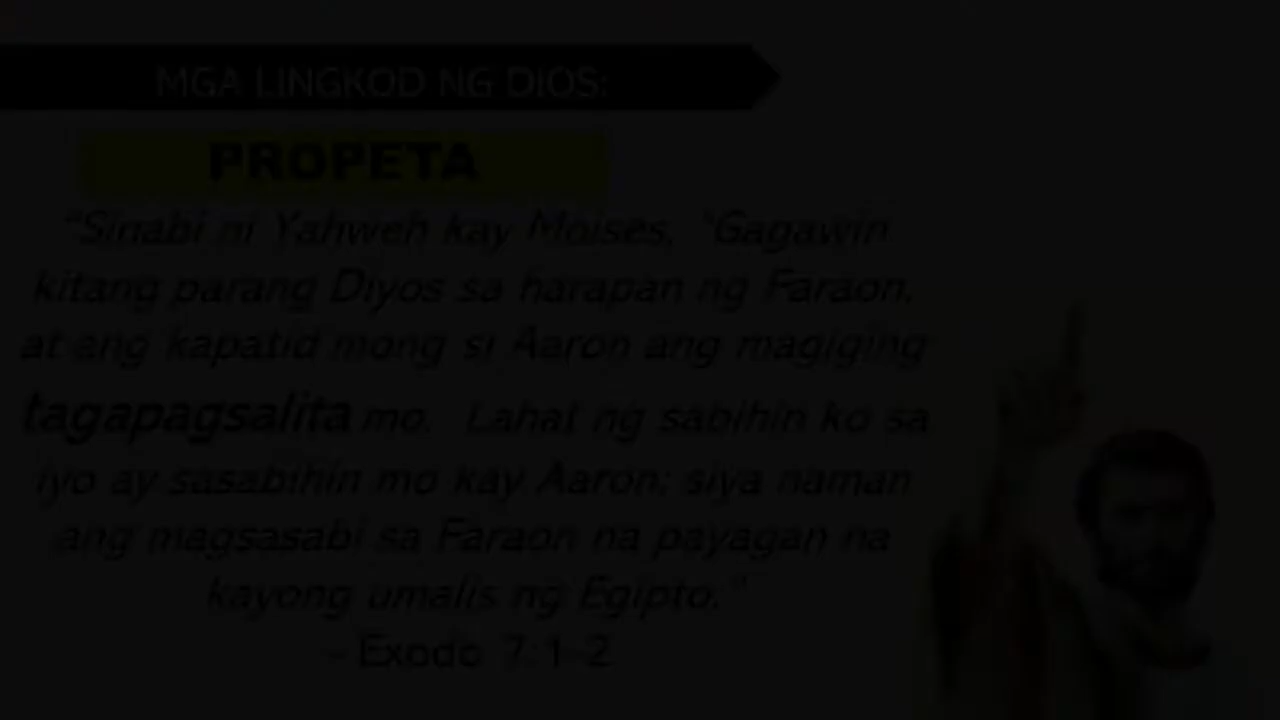 MGA LINGKOD NG DIOS:
PROPETA
“Sinabi ni Yahweh kay Moises, “Gagawin
kitang parang Diyos sa harapan ng Faraon,
at ang kapatid mong si Aaron ang magiging
tagapagsalita mo. Lahat ng sabihin ko sa
iyo ay sasabihin mo kay Aaron; siya naman
ang magsasabi sa Faraon na payagan na
kayong umalis ng Egipto.”
– Exodo 7:1-2